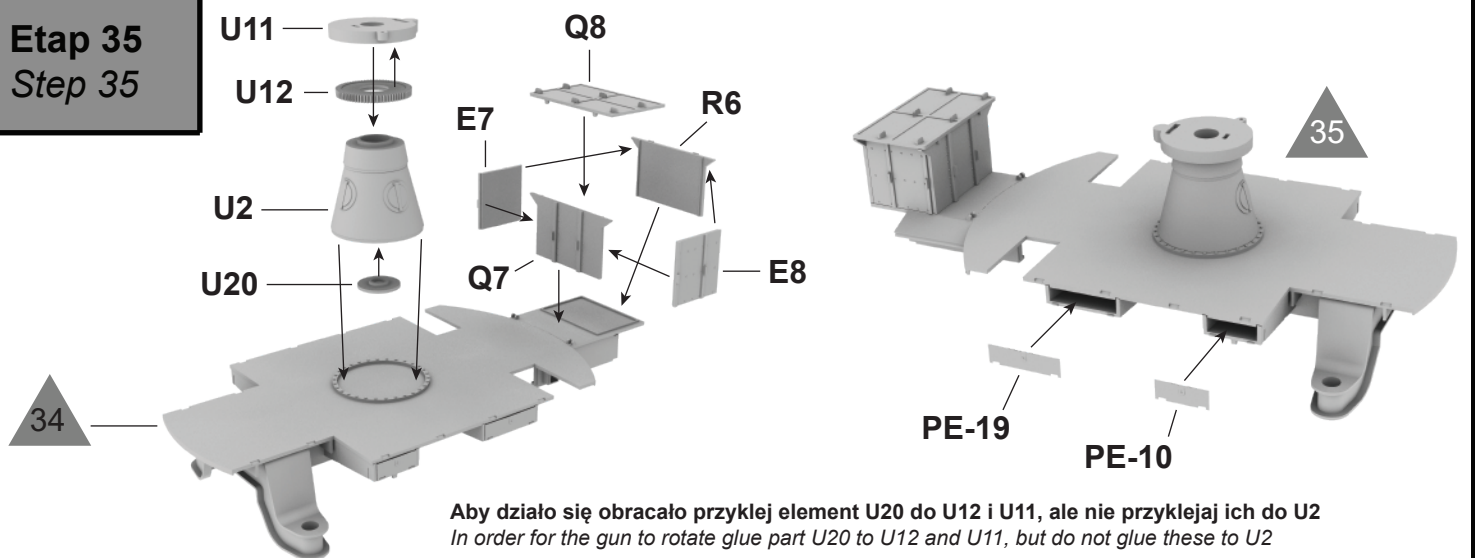 Etap 35
Step 35
U11
U12
U2
U20
Q8
E7
R6
Q7
E8
34
35
PE-19
PE-10
Aby działo się obracało przyklej element U20 do U12 i U11, ale nie przyklejaj ich do U2
In order for the gun to rotate glue part U20 to U12 and U11, but do not glue these to U2